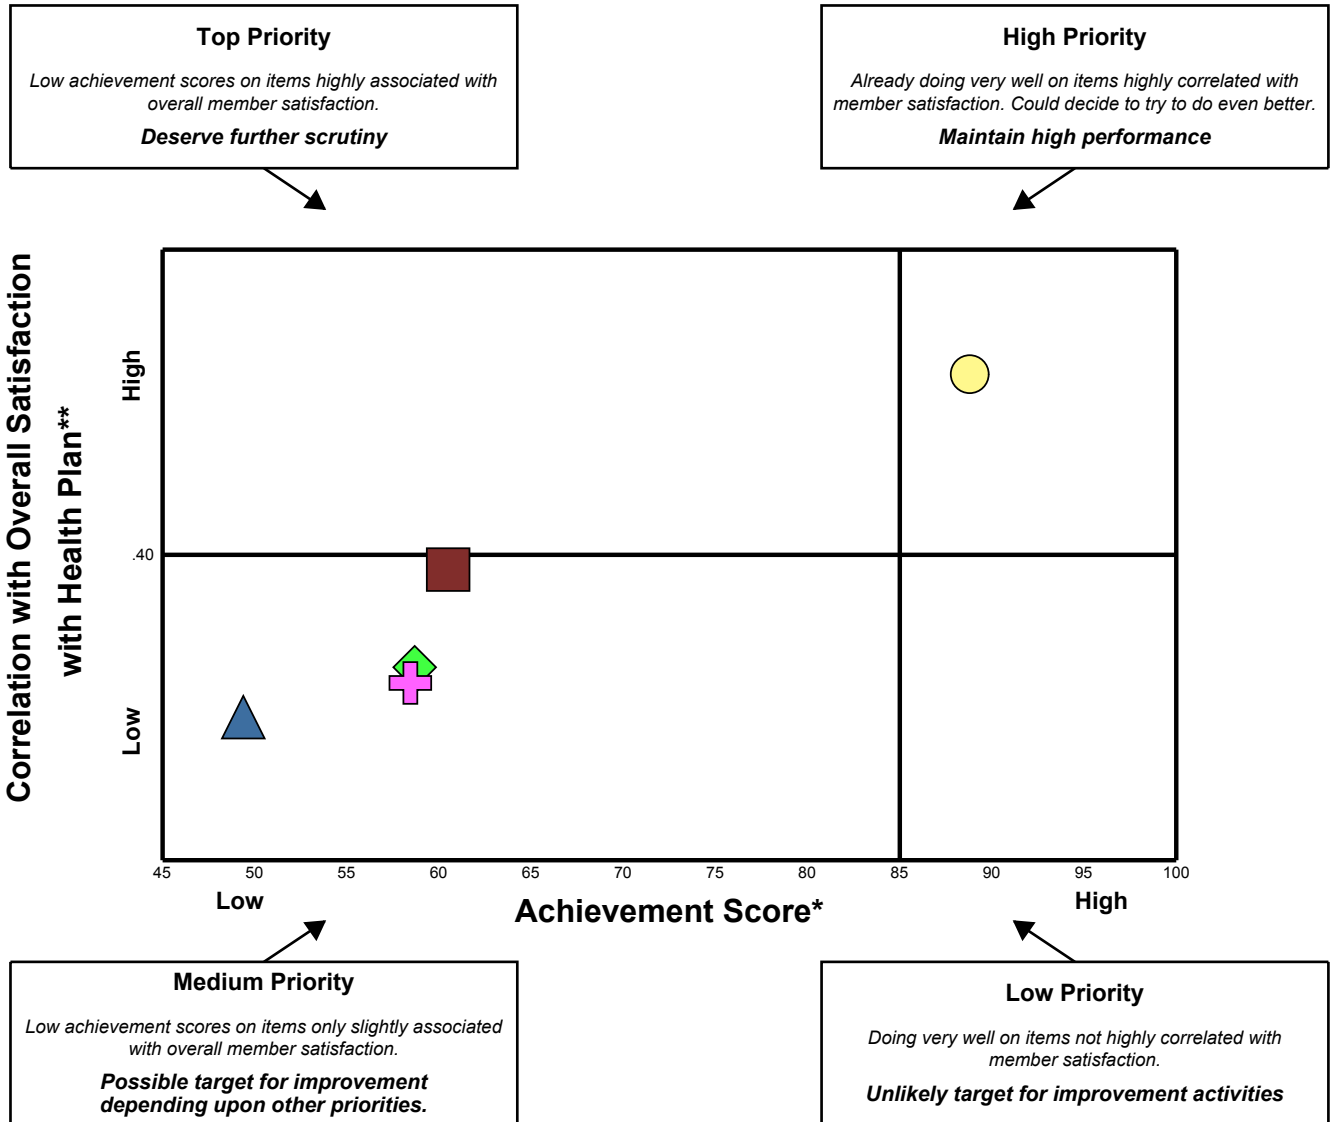 Top Priority
Low achievement scores on items highly associated with
overall member satisfaction.
Deserve further scrutiny
High Priority
Already doing very well on items highly correlated with
member satisfaction. Could decide to try to do even better.
Maintain high performance
Correlation with Overall Satisfaction
with Health Plan**
High
.40
Low
45 50 55 60 65 70 75 80 85 90 95 100
Low
Achievement Score*
High
Medium Priority
Low achievement scores on items only slightly associated
with overall member satisfaction.
Possible target for improvement
depending upon other priorities.
Low Priority
Doing very well on items not highly correlated with
member satisfaction.
Unlikely target for improvement activities